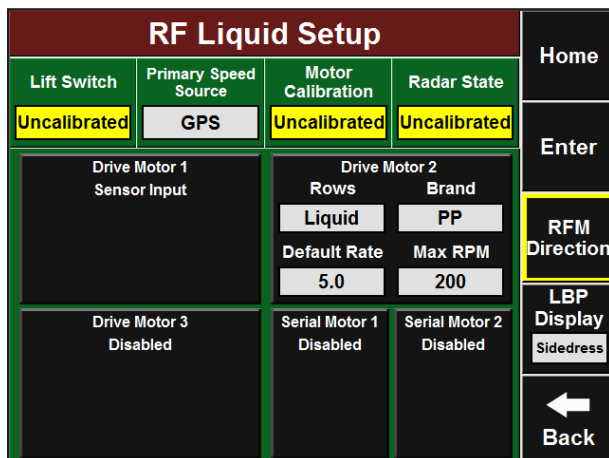 RF Liquid Setup
Lift Switch
Uncalibrated
Primary Speed
Source
GPS
Motor
Calibration
Uncalibrated
Radar State
Uncalibrated
Drive Motor 1
Sensor Input
Drive Motor 2
Rows
Brand
Liquid
PP
Default Rate
Max RPM
5.0
200
Drive Motor 3
Disabled
Serial Motor 1
Disabled
Serial Motor 2
Disabled
Home
Enter
RFM
Direction
LBP
Display
Sidedress
Back